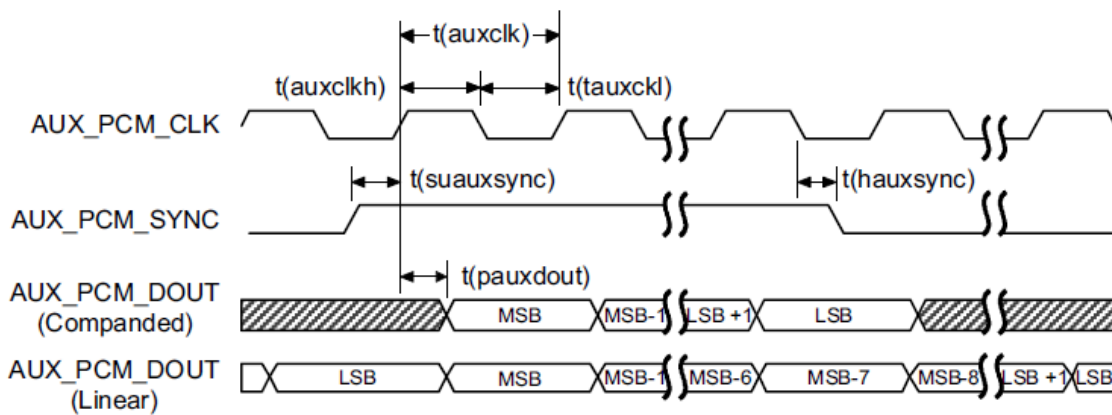 t(auxclk)
t(auxclkh) t(tauxckl)
AUX_PCM_CLK
t(suauxsync) t(hauxsync)
AUX_PCM_SYNC
t(pauxdout)
AUX_PCM_DOUT
(Companded)
MSB MSB-1 LSB +1 LSB
AUX_PCM_DOUT
(Linear)
LSB MSB MSB-1 MSB-6 MSB-7 MSB-8 LSB +1 LSB